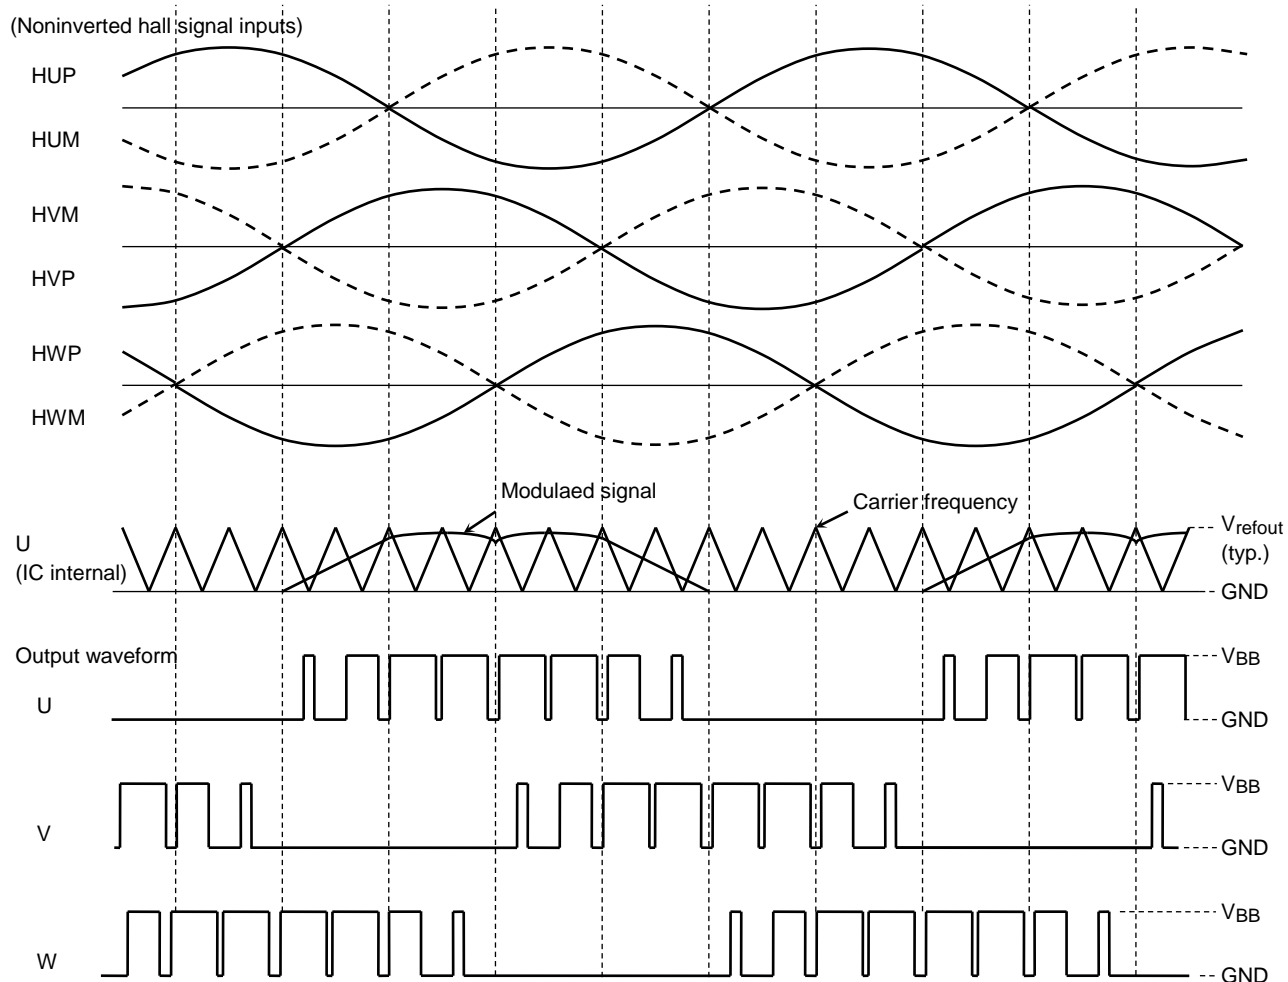 (Noninverted hall signal inputs)
HUP
HUM
HVM
HVP
HWP
HWM
Modulaed signal
Carrier frequency
U
(IC internal)
Vrefout
(typ.)
GND
Output waveform
U
VBB
GND
V
VBB
GND
W
VBB
GND